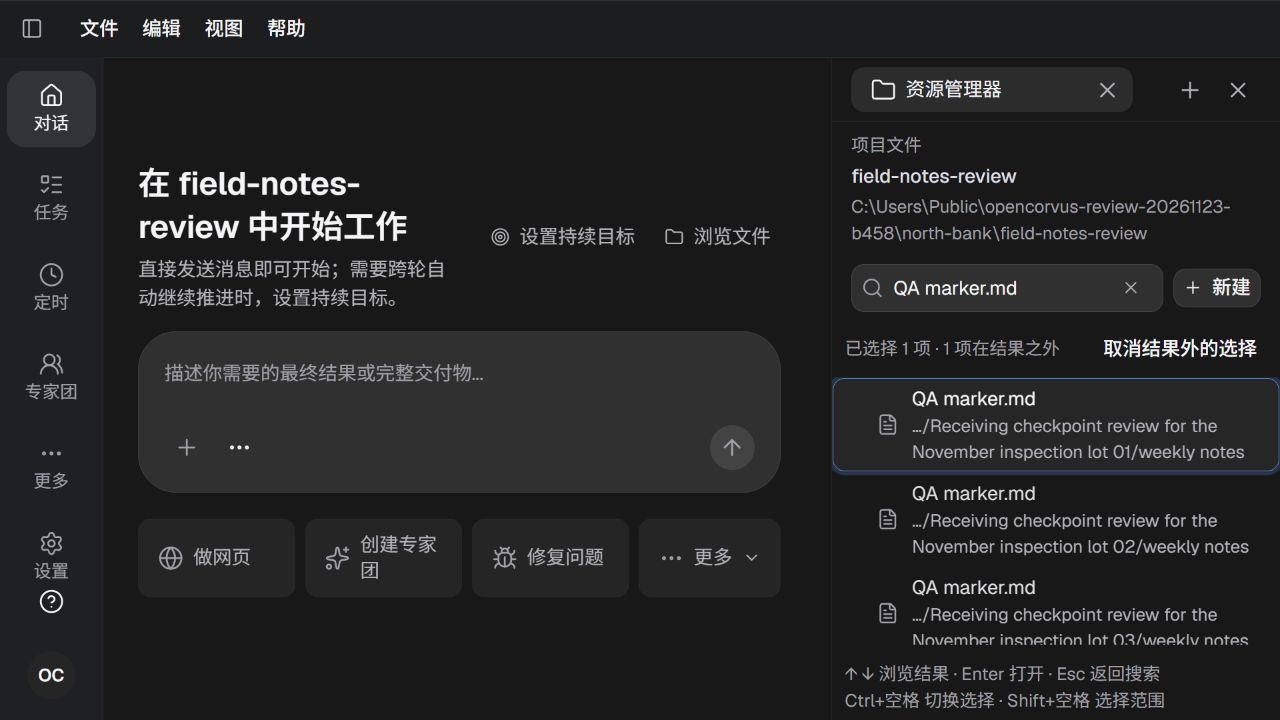 文件 编辑 视图 帮助
对话
任务
定时
专家团
更多
设置
OC
在 field-notes-
review 中开始工作
直接发送消息即可开始；需要跨轮自
动继续推进时，设置持续目标。
设置持续目标
浏览文件
描述你需要的最终结果或完整交付物...
做网页
创建专家
团
修复问题
更多
资源管理器
项目文件
field-notes-review
C:\Users\Public\opencorvus-review-20261123-
b458\north-bank\field-notes-review
QA marker.md
新建
已选择 1 项 · 1 项在结果之外
取消结果外的选择
QA marker.md
.../Receiving checkpoint review for the
November inspection lot 01/weekly notes
QA marker.md
.../Receiving checkpoint review for the
November inspection lot 02/weekly notes
QA marker.md
.../Receiving checkpoint review for the
November inspection lot 03/weekly notes
↑↓ 浏览结果 · Enter 打开 · Esc 返回搜索
Ctrl+空格 切换选择 · Shift+空格 选择范围